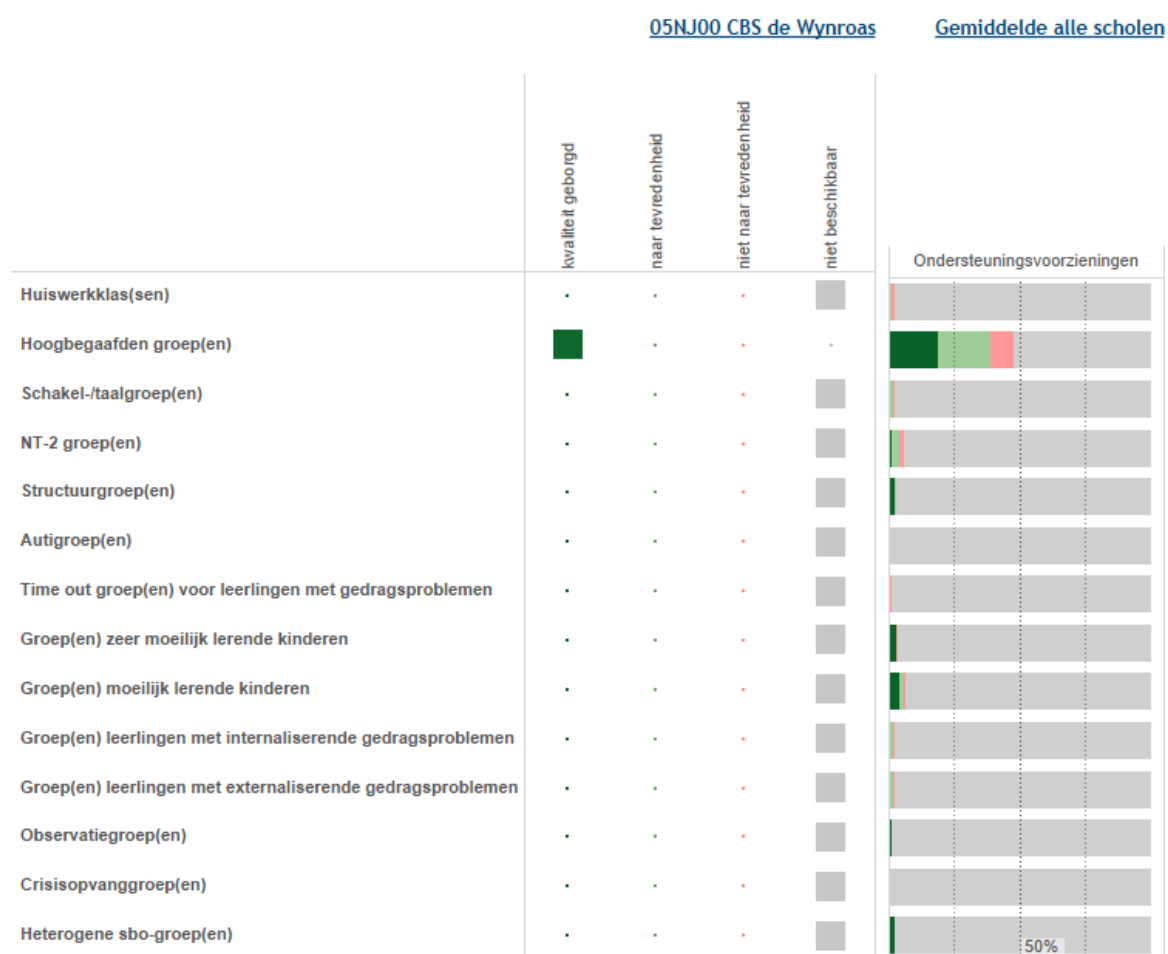 05NJ00 CBS de Wynroas
Gemiddelde alle scholen
kwaliteit geborgd
naar tevredenheid
niet naar tevredenheid
niet beschikbaar
Ondersteuningsvoorzieningen
Huiswerkklas(sen)
Hoogbegaafden groep(en)
Schakel-/taalgroep(en)
NT-2 groep(en)
Structuurgroep(en)
Autigroep(en)
Time out groep(en) voor leerlingen met gedragsproblemen
Groep(en) zeer moeilijk lerende kinderen
Groep(en) moeilijk lerende kinderen
Groep(en) leerlingen met internaliserende gedragsproblemen
Groep(en) leerlingen met externaliserende gedragsproblemen
Observatiegroep(en)
Crisisopvanggroep(en)
Heterogene sbo-groep(en)
50%